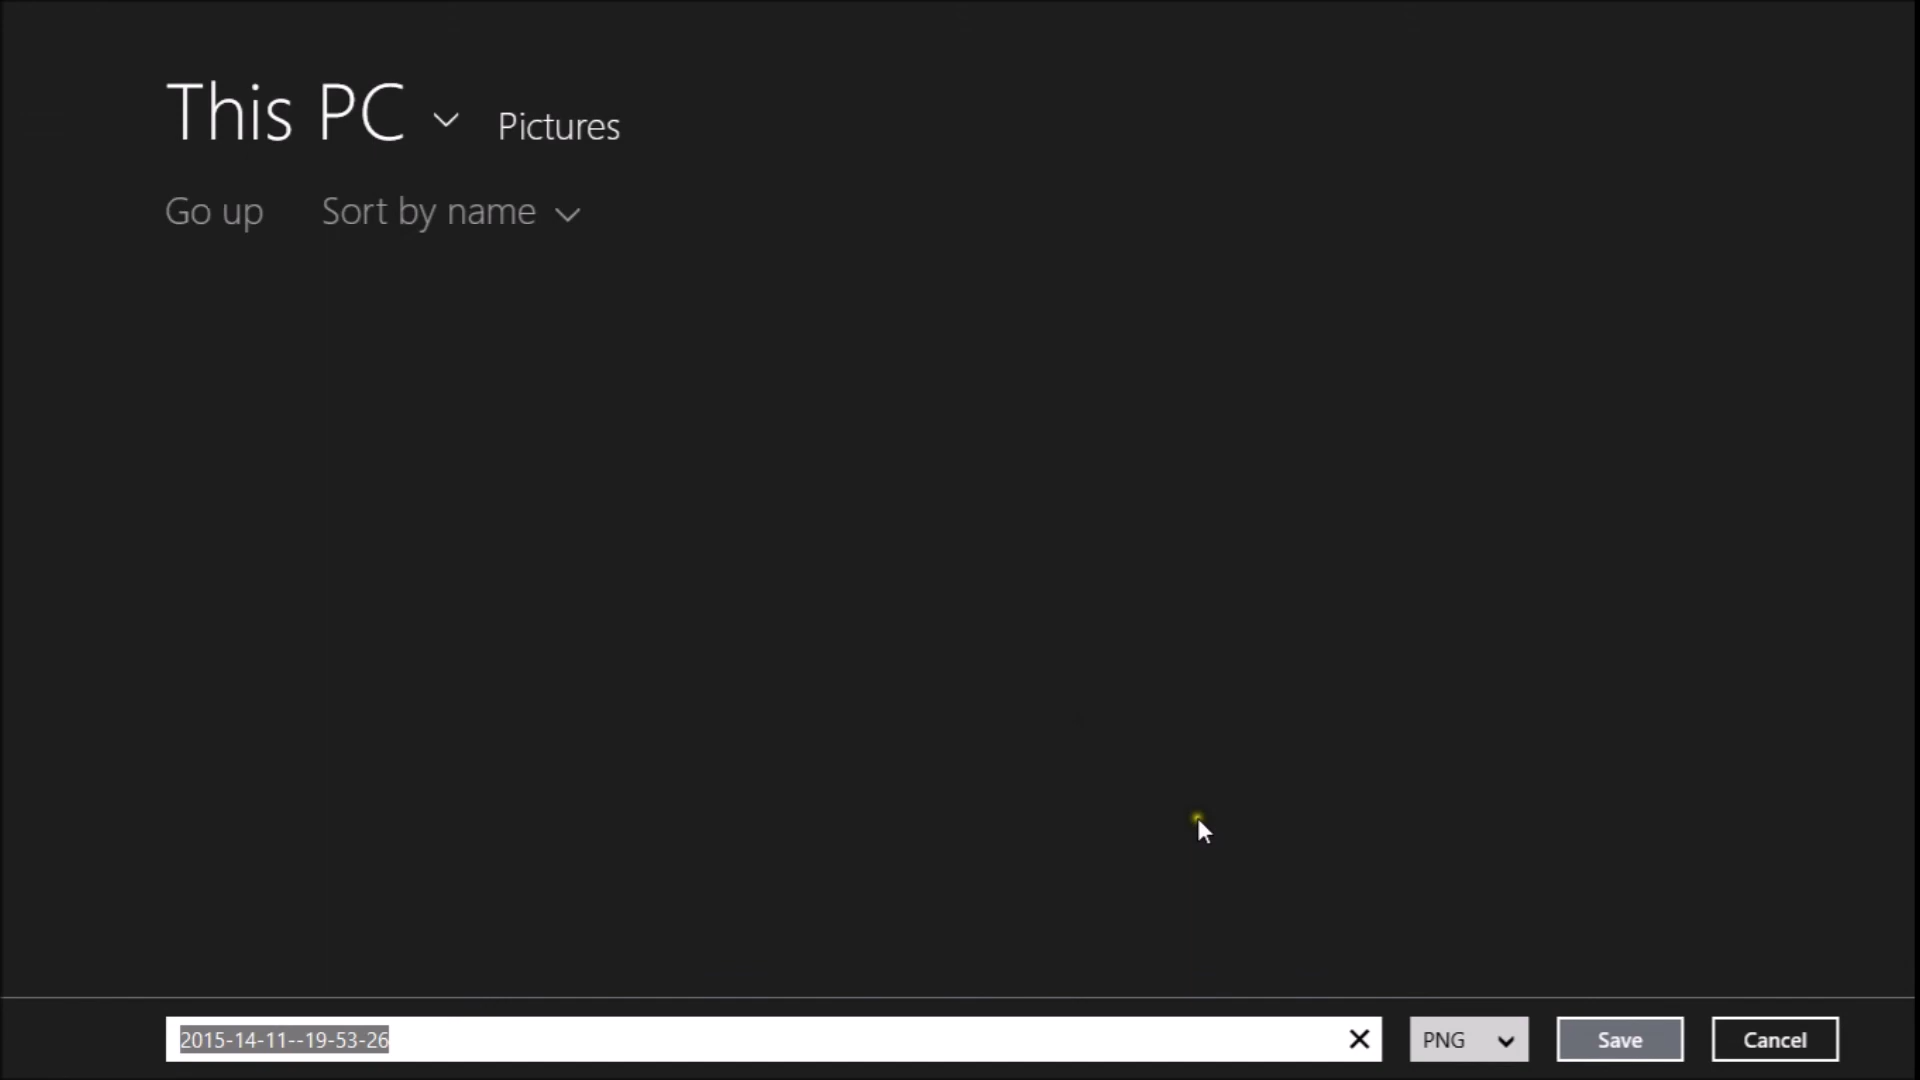 This PC Pictures
Go up Sort by name
2015-14-11--19-53-26 PNG Save Cancel